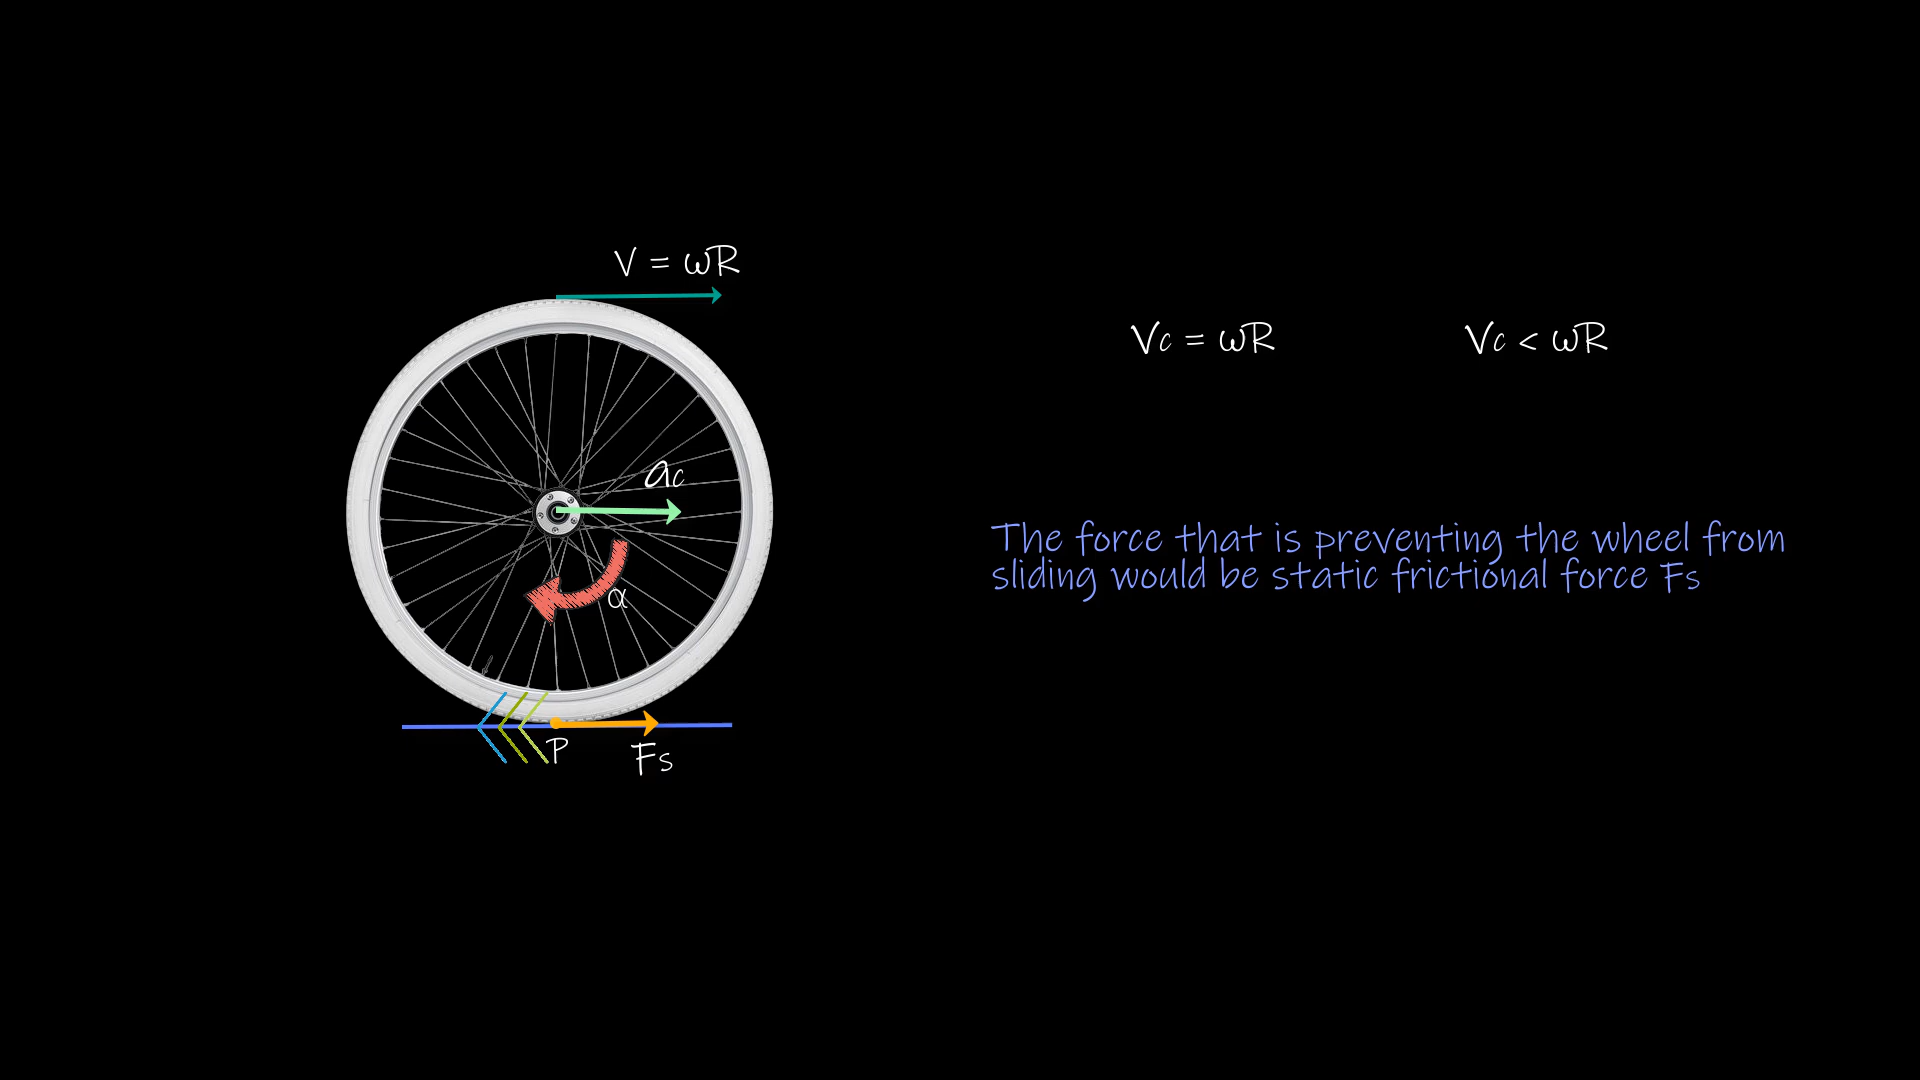 V = ωR
Vc = ωR
Vc < ωR
ac
The force that is preventing the wheel from
sliding would be static frictional force Fs
α
P
Fs